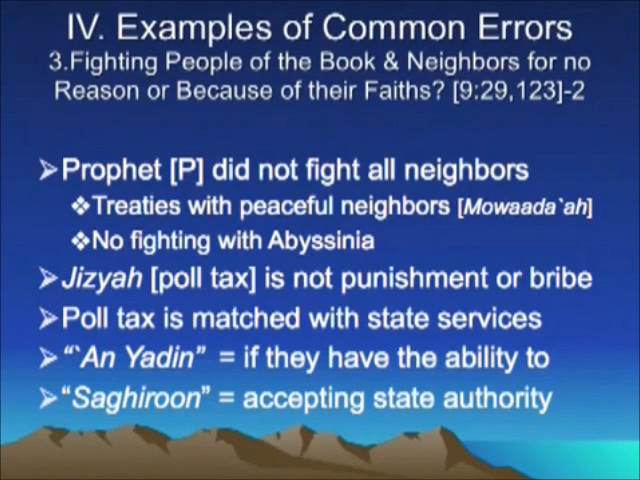 IV. Examples of Common Errors
3.Fighting People of the Book & Neighbors for no
Reason or Because of their Faiths? [9:29,123]-2
➢Prophet [P] did not fight all neighbors
❖Treaties with peaceful neighbors [Mowaada`ah]
❖No fighting with Abyssinia
➢Jizyah [poll tax] is not punishment or bribe
➢Poll tax is matched with state services
➢"`An Yadin" = if they have the ability to
➢"Saghiroon" = accepting state authority